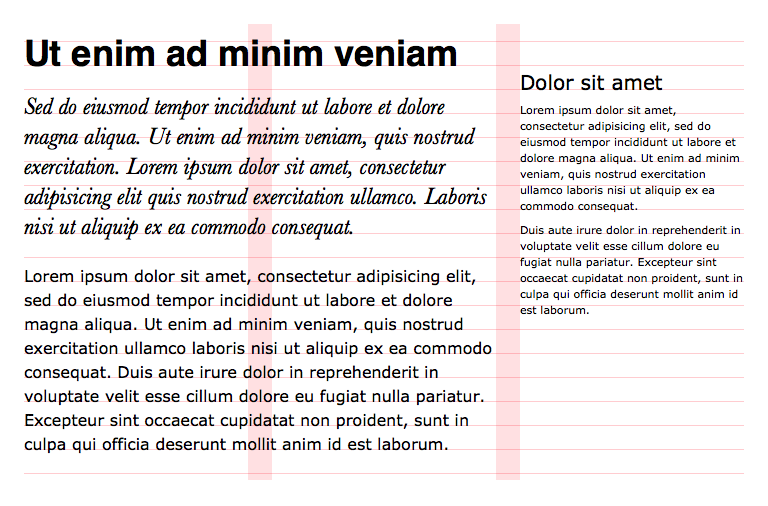 Ut enim ad minim veniam
Sed do eiusmod tempor incididunt ut labore et dolore
magna aliqua. Ut enim ad minim veniam, quis nostrud
exercitation. Lorem ipsum dolor sit amet, consectetur
adipisicing elit quis nostrud exercitation ullamco. Laboris
nisi ut aliquip ex ea commodo consequat.
Lorem ipsum dolor sit amet, consectetur adipisicing elit,
sed do eiusmod tempor incididunt ut labore et dolore
magna aliqua. Ut enim ad minim veniam, quis nostrud
exercitation ullamco laboris nisi ut aliquip ex ea commodo
consequat. Duis aute irure dolor in reprehenderit in
voluptate velit esse cillum dolore eu fugiat nulla pariatur.
Excepteur sint occaecat cupidatat non proident, sunt in
culpa qui officia deserunt mollit anim id est laborum.
Dolor sit amet
Lorem ipsum dolor sit amet,
consectetur adipisicing elit, sed do
eiusmod tempor incididunt ut labore et
dolore magna aliqua. Ut enim ad minim
veniam, quis nostrud exercitation
ullamco laboris nisi ut aliquip ex ea
commodo consequat.
Duis aute irure dolor in reprehenderit in
voluptate velit esse cillum dolore eu
fugiat nulla pariatur. Excepteur sint
occaecat cupidatat non proident, sunt in
culpa qui officia deserunt mollit anim id
est laborum.